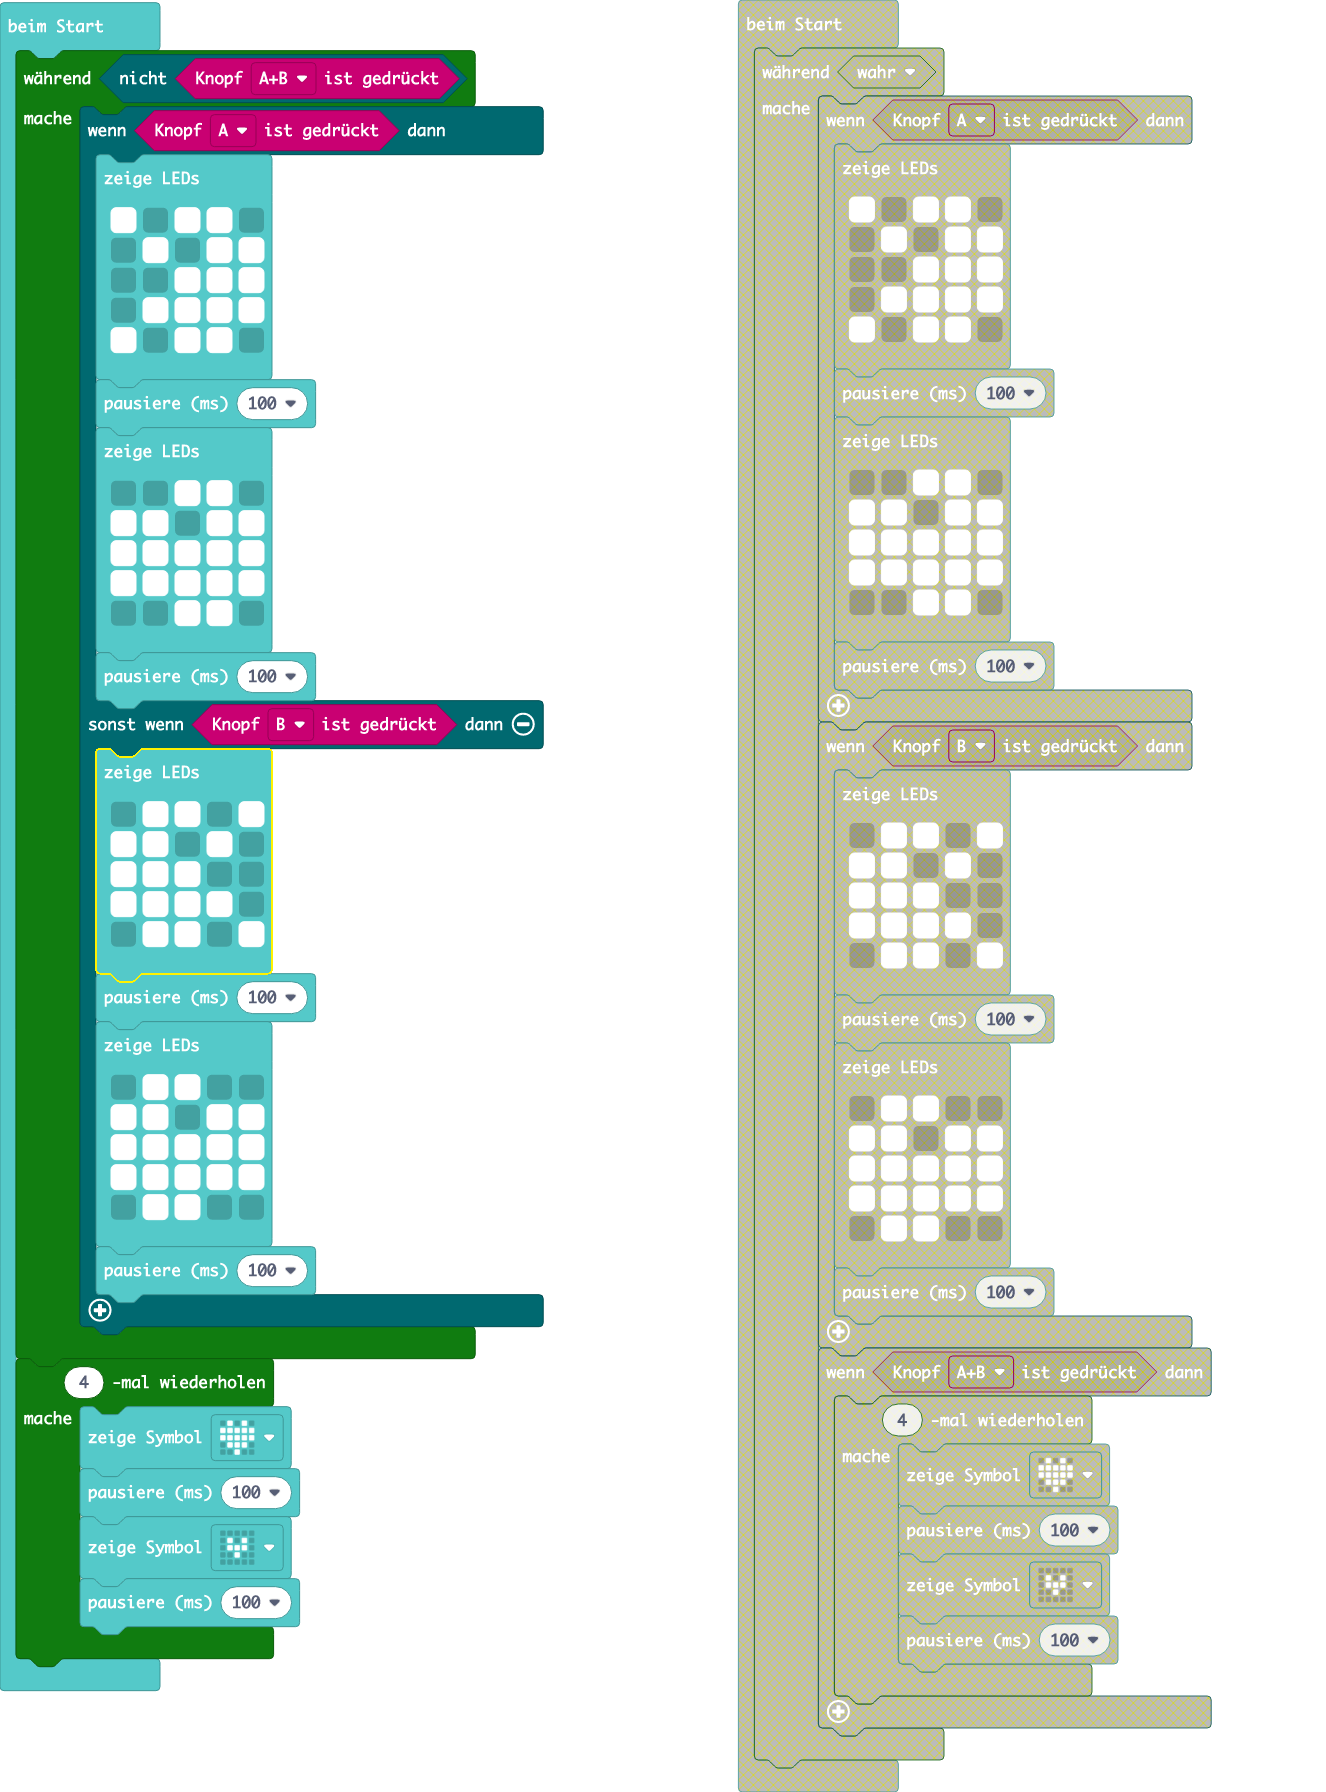 beim Start
während nicht Knopf A+B ist gedrückt
mache
wenn Knopf A ist gedrückt dann
zeige LEDs
pausiere (ms) 100
zeige LEDs
pausiere (ms) 100
sonst wenn Knopf B ist gedrückt dann
zeige LEDs
pausiere (ms) 100
zeige LEDs
pausiere (ms) 100
4 -mal wiederholen
mache
zeige Symbol
pausiere (ms) 100
zeige Symbol
pausiere (ms) 100
beim Start
während wahr
mache
wenn Knopf A ist gedrückt dann
zeige LEDs
pausiere (ms) 100
zeige LEDs
pausiere (ms) 100
wenn Knopf B ist gedrückt dann
zeige LEDs
pausiere (ms) 100
zeige LEDs
pausiere (ms) 100
wenn Knopf A+B ist gedrückt dann
4 -mal wiederholen
mache
zeige Symbol
pausiere (ms) 100
zeige Symbol
pausiere (ms) 100